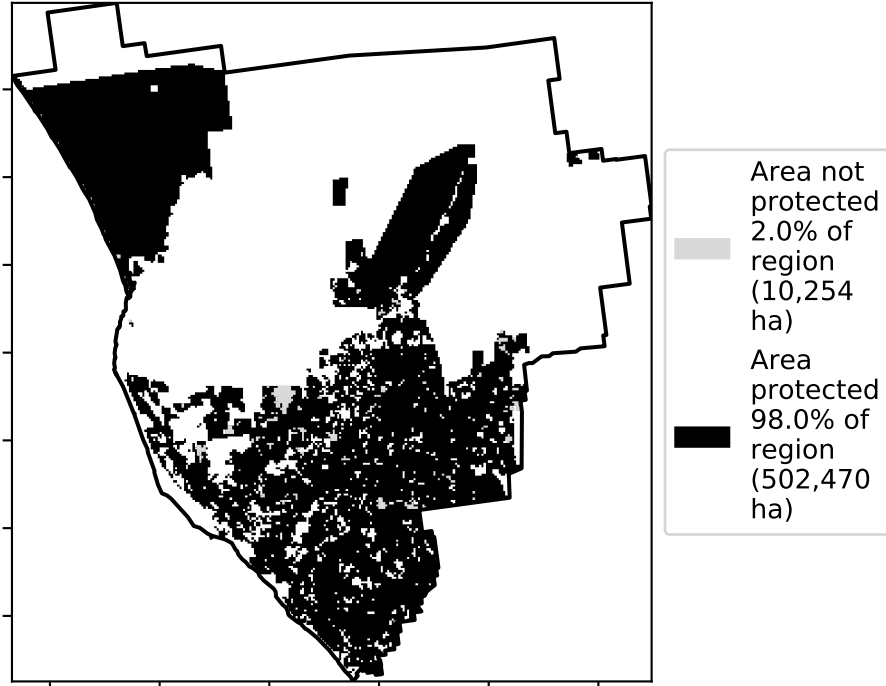 Area not
protected
2.0% of
region
(10,254
ha)
Area
protected
98.0% of
region
(502,470
ha)